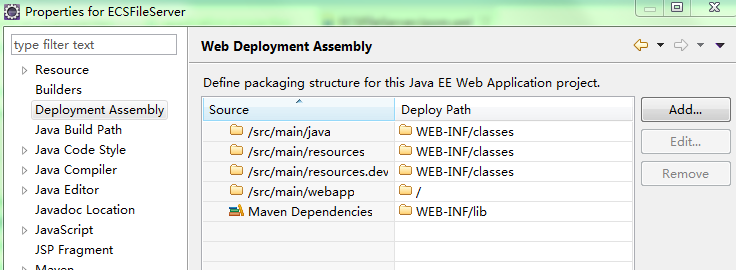 Properties for ECSFileServer
type filter text
Resource
Builders
Deployment Assembly
Java Build Path
Java Code Style
Java Compiler
Java Editor
Javadoc Location
JavaScript
JSP Fragment
Maven
Web Deployment Assembly
Define packaging structure for this Java EE Web Application project.
Source Deploy Path
/src/main/java WEB-INF/classes
/src/main/resources WEB-INF/classes
/src/main/resources.dev WEB-INF/classes
/src/main/webapp /
Maven Dependencies WEB-INF/lib
Add...
Edit...
Remove